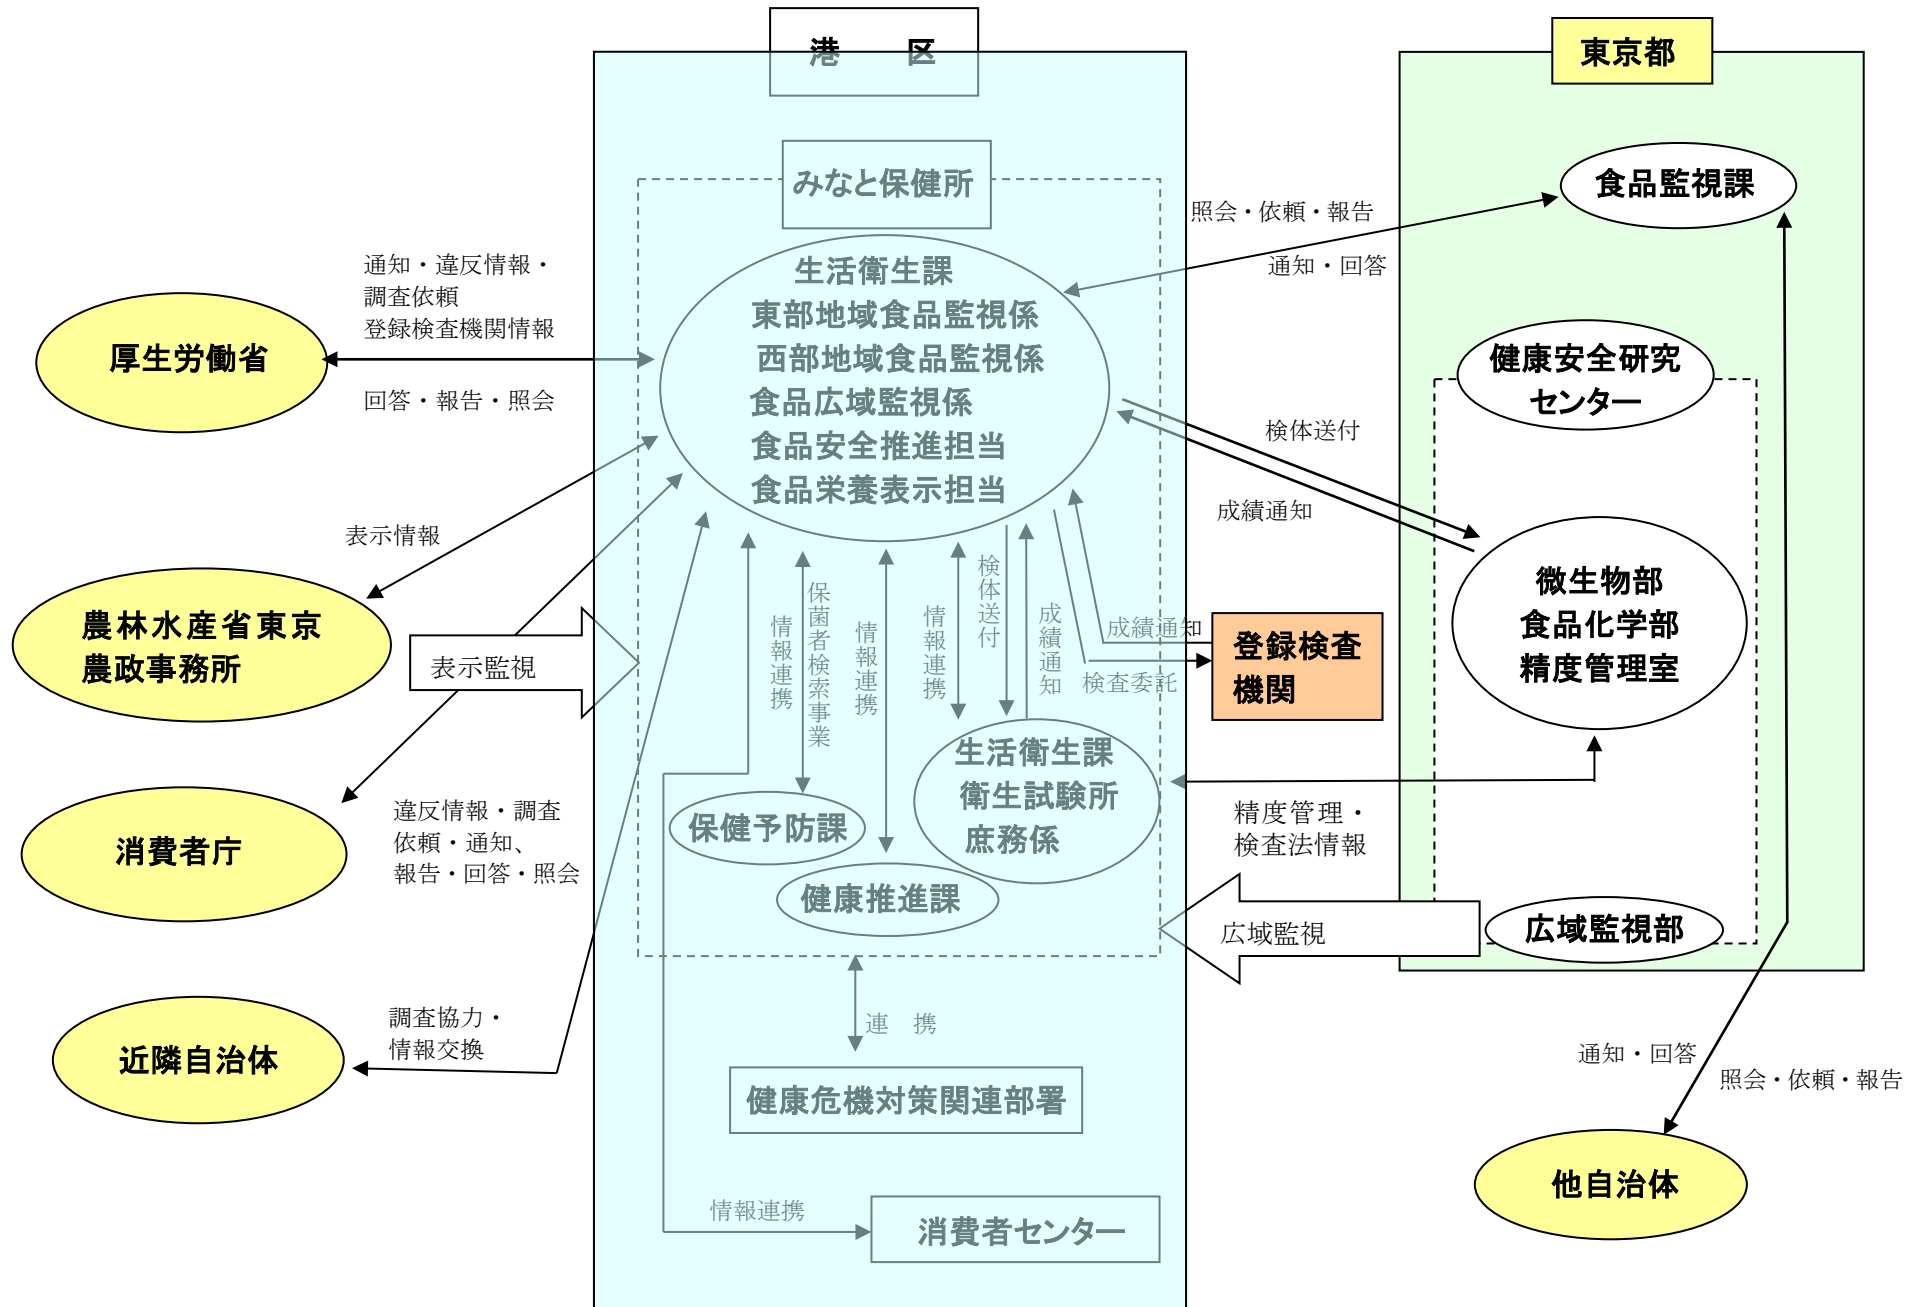 港　　区
東京都
みなと保健所
食品監視課
照会・依頼・報告
通知・回答
生活衛生課
東部地域食品監視係
西部地域食品監視係
食品広域監視係
食品安全推進担当
食品栄養表示担当
通知・違反情報・
調査依頼
登録検査機関情報
厚生労働省
回答・報告・照会
健康安全研究
センター
検体送付
成績通知
表示情報
微生物部
食品化学部
精度管理室
農林水産省東京
農政事務所
表示監視
情報連携
保菌者検索事業
情報連携
情報連携
検体送付
成績通知
成績通知
検査委託
登録検査
機関
生活衛生課
衛生試験所
庶務係
保健予防課
健康推進課
消費者庁
違反情報・調査
依頼・通知、
報告・回答・照会
精度管理・
検査法情報
広域監視
広域監視部
近隣自治体
調査協力・
情報交換
連　携
健康危機対策関連部署
通知・回答
照会・依頼・報告
他自治体
情報連携
消費者センター